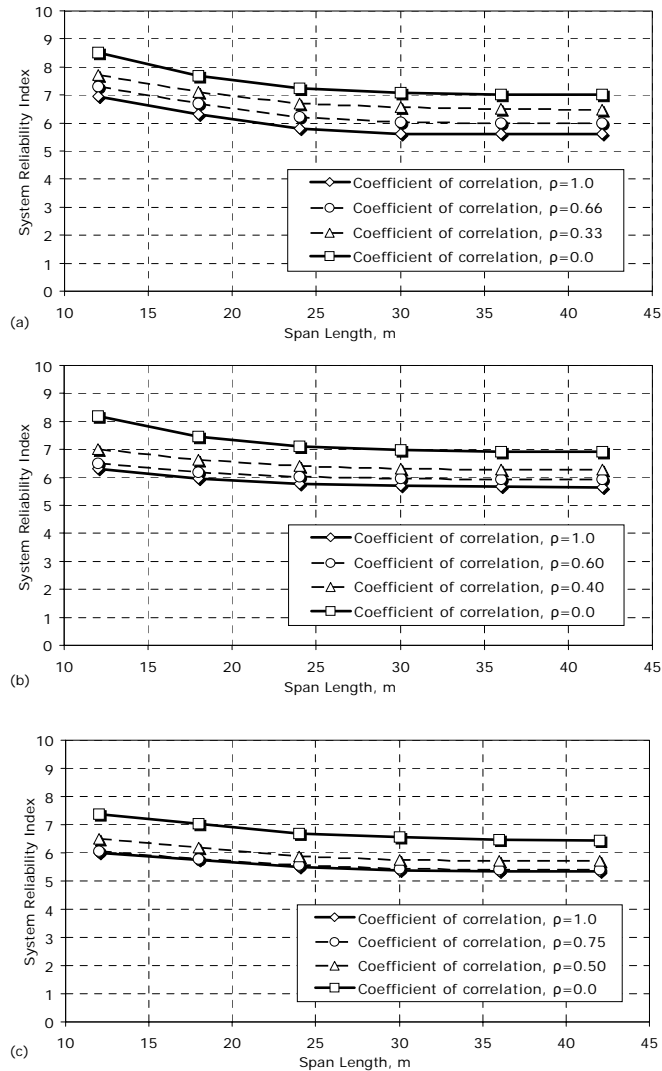 10
9
8
7
6
5
4
3
2
1
0
System Reliability Index
Coefficient of correlation, ρ=1.0
Coefficient of correlation, ρ=0.66
Coefficient of correlation, ρ=0.33
Coefficient of correlation, ρ=0.0
10 15 20 25 30 35 40 45
Span Length, m
(a)
10
9
8
7
6
5
4
3
2
1
0
System Reliability Index
Coefficient of correlation, ρ=1.0
Coefficient of correlation, ρ=0.60
Coefficient of correlation, ρ=0.40
Coefficient of correlation, ρ=0.0
10 15 20 25 30 35 40 45
Span Length, m
(b)
10
9
8
7
6
5
4
3
2
1
0
System Reliability Index
Coefficient of correlation, ρ=1.0
Coefficient of correlation, ρ=0.75
Coefficient of correlation, ρ=0.50
Coefficient of correlation, ρ=0.0
10 15 20 25 30 35 40 45
Span Length, m
(c)